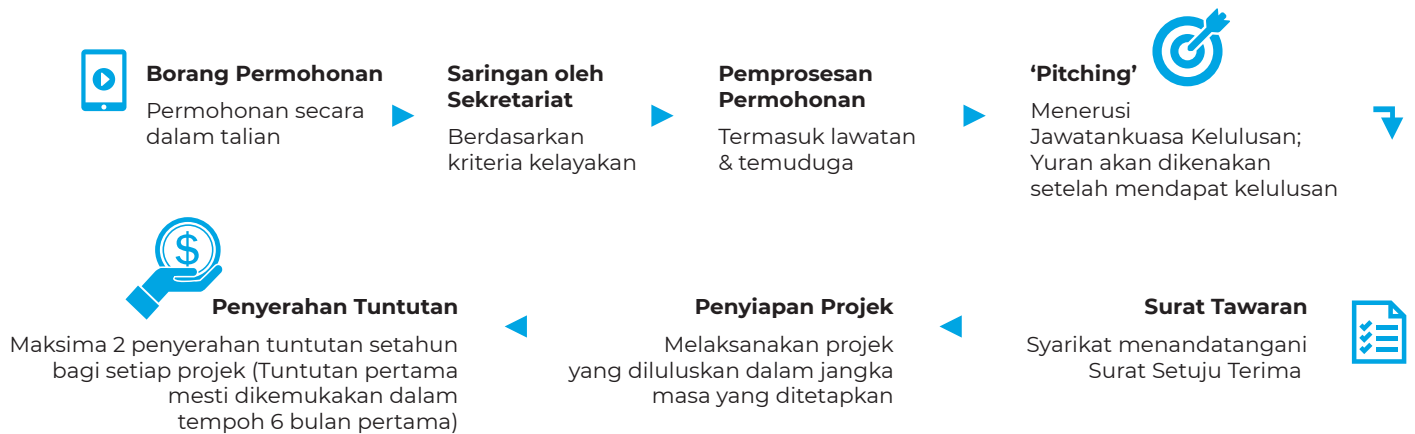 Borang Permohonan
Permohonan secara
dalam talian
Saringan oleh
Sekretariat
Berdasarkan
kriteria kelayakan
Pemprosesan
Permohonan
Termasuk lawatan
& temuduga
‘Pitching’
Menerusi
Jawatankuasa Kelulusan;
Yuran akan dikenakan
setelah mendapat kelulusan
Surat Tawaran
Syarikat menandatangani
Surat Setuju Terima
Penyiapan Projek
Melaksanakan projek
yang diluluskan dalam jangka
masa yang ditetapkan
$
Penyerahan Tuntutan
Maksima 2 penyerahan tuntutan setahun
bagi setiap projek (Tuntutan pertama
mesti dikemukakan dalam
tempoh 6 bulan pertama)